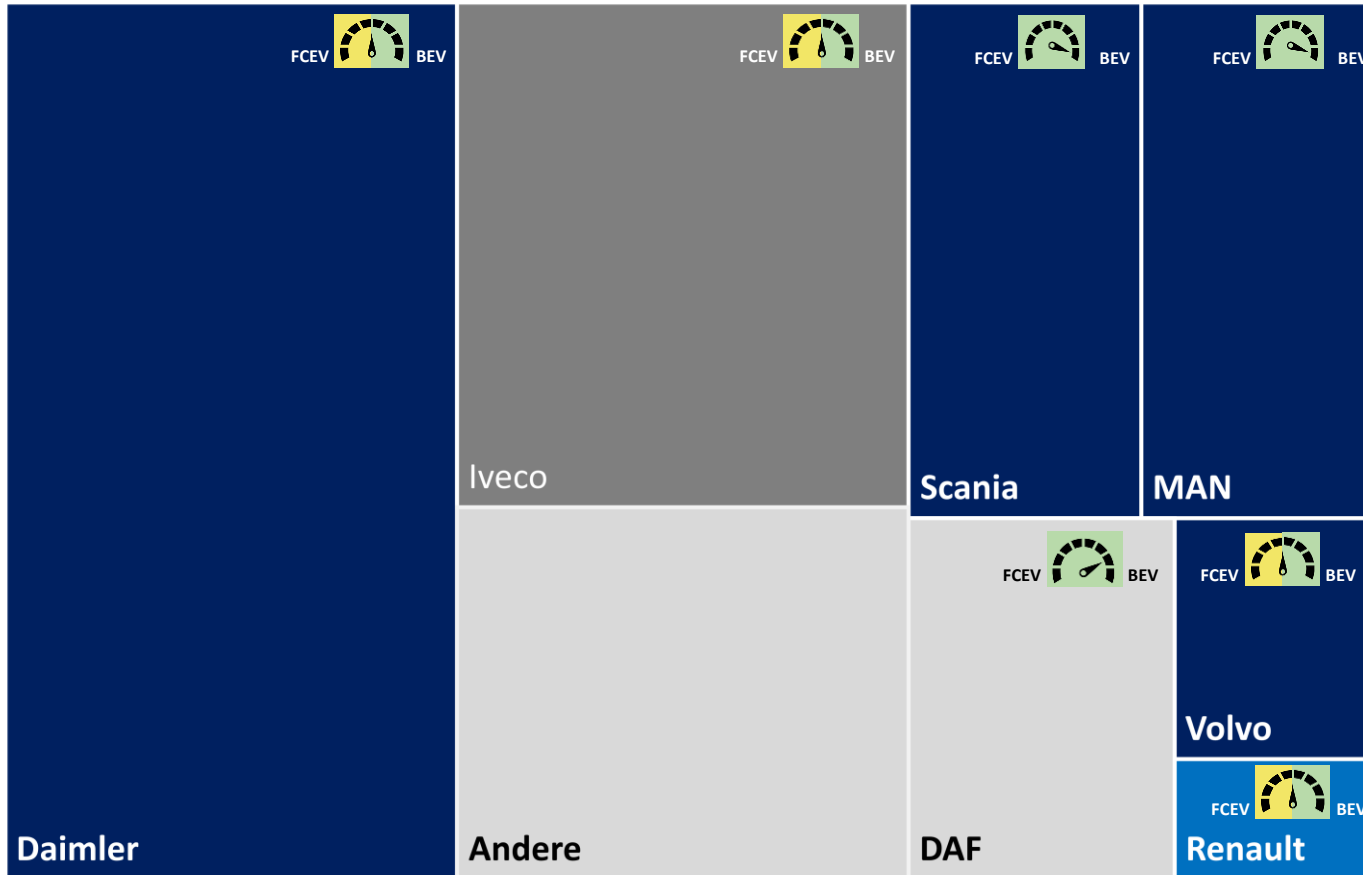 FCEV BEV
Daimler
FCEV BEV
Iveco
Andere
FCEV BEV
Scania
FCEV BEV
MAN
FCEV BEV
DAF
FCEV BEV
Volvo
FCEV BEV
Renault